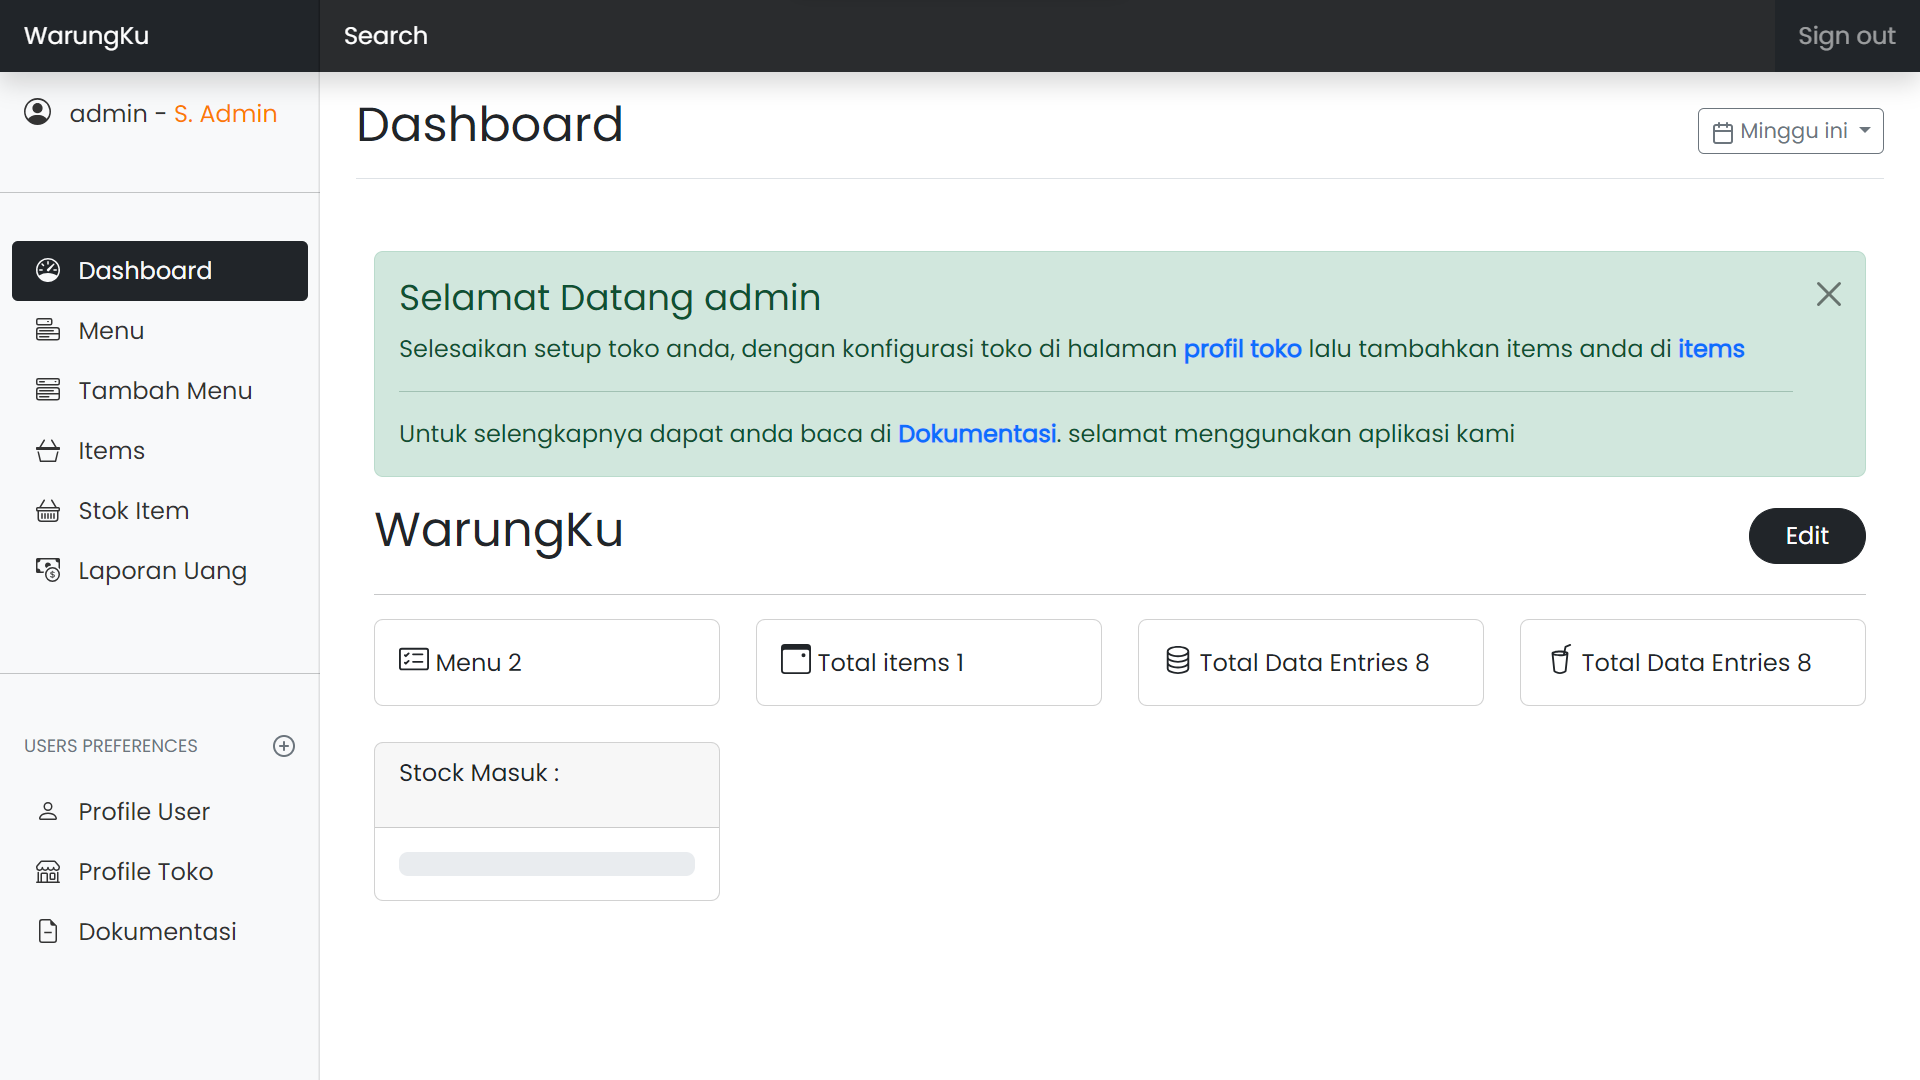 WarungKu
Search
Sign out
admin - S. Admin
Dashboard
Menu
Tambah Menu
Items
Stok Item
Laporan Uang
USERS PREFERENCES
Profile User
Profile Toko
Dokumentasi
Dashboard
Minggu ini
Selamat Datang admin
Selesaikan setup toko anda, dengan konfigurasi toko di halaman profil toko lalu tambahkan items anda di items
Untuk selengkapnya dapat anda baca di Dokumentasi. selamat menggunakan aplikasi kami
WarungKu
Edit
Menu 2
Total items 1
Total Data Entries 8
Total Data Entries 8
Stock Masuk :